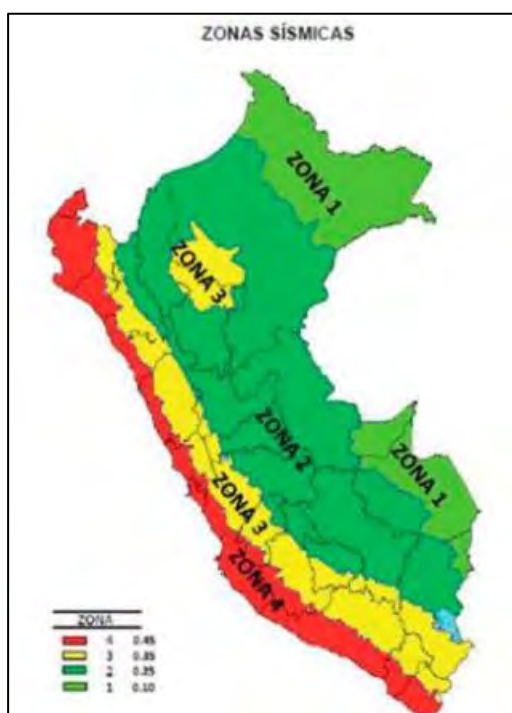 ZONAS SÍSMICAS
ZONA 1
ZONA 3
ZONA 2
ZONA 1
ZONA 3
ZONA 4
ZONA
4 0.45
3 0.35
2 0.25
1 0.10